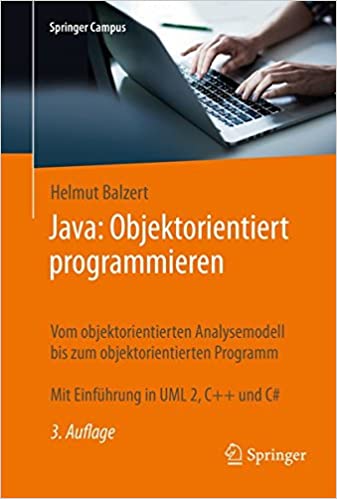 Springer Campus
Helmut Balzert
Java: Objektorientiert
programmieren
Vom objektorientierten Analysemodell
bis zum objektorientierten Programm
Mit Einführung in UML 2, C++ und C#
3. Auflage
Springer